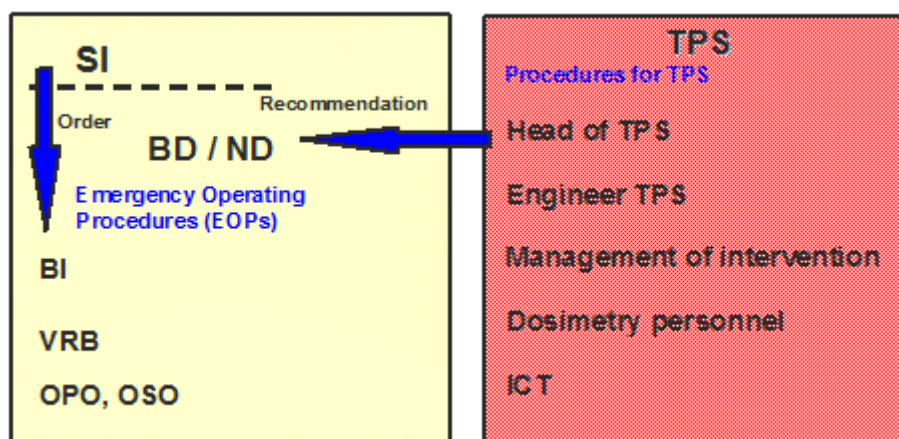 SI
Recommendation
Order
BD / ND
Emergency Operating
Procedures (EOPs)
BI
VRB
OPO, OSO
TPS
Procedures for TPS
Head of TPS
Engineer TPS
Management of intervention
Dosimetry personnel
ICT